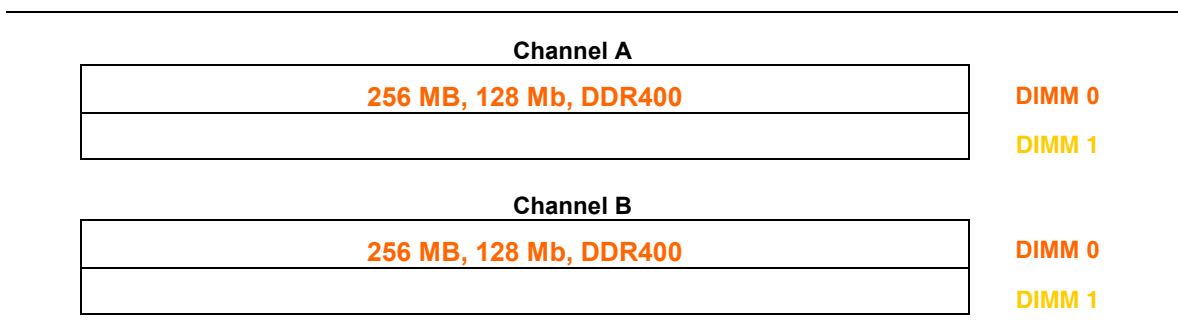 Channel A
256 MB, 128 Mb, DDR400 DIMM 0
DIMM 1
Channel B
256 MB, 128 Mb, DDR400 DIMM 0
DIMM 1